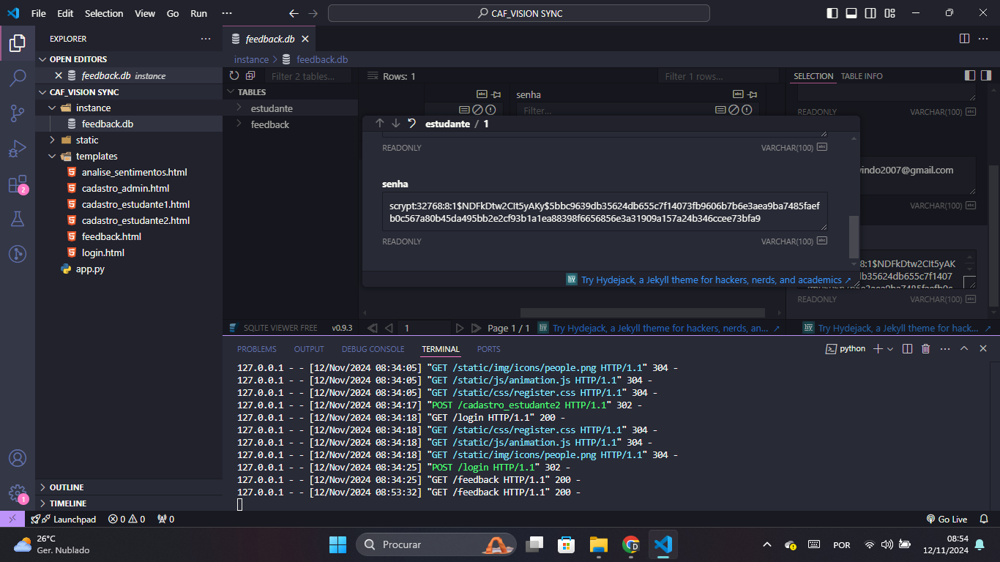 File Edit Selection View Go Run ··· CAF_VISION SYNC
EXPLORER
OPEN EDITORS
feedback.db instance
CAF_VISION SYNC
instance
feedback.db
static
templates
analise_sentimentos.html
cadastro_admin.html
cadastro_estudante1.html
cadastro_estudante2.html
feedback.html
login.html
app.py
OUTLINE
TIMELINE
feedback.db
instance > feedback.db
Filter 2 tables...
TABLES
estudante
feedback
Rows: 1
Filter 1 rows...
senha
Filter...
estudante / 1
READONLY VARCHAR(100)
senha
scrypt:32768:8:1$NDFkDtw2CIt5yAKy$5bbc9639db35624db655c7f14073fb9606b7b6e3aea9ba7485faef
b0c567a80b45da495bb2e2cf93b1a1ea88398f6656856e3a31909a157a24b346ccee73bfa9
READONLY VARCHAR(100)
Try Hydejack, a Jekyll theme for hackers, nerds, and academics ↗
SELECTION TABLE INFO
READONLY VARCHAR(100)
vindo2007@gmail.com
VARCHAR(100)
:8:1$NDFkDtw2CIt5yAK
db35624db655c7f1407
READONLY VARCHAR(100)
SQLITE VIEWER FREE v0.9.3 1 Page 1 / 1 Try Hydejack, a Jekyll theme for hackers, nerds, an... ↗ Try Hydejack, a Jekyll theme for hack... ↗
PROBLEMS OUTPUT DEBUG CONSOLE TERMINAL PORTS python
127.0.0.1 - - [12/Nov/2024 08:34:05] "GET /static/img/icons/people.png HTTP/1.1" 304 -
127.0.0.1 - - [12/Nov/2024 08:34:05] "GET /static/js/animation.js HTTP/1.1" 304 -
127.0.0.1 - - [12/Nov/2024 08:34:05] "GET /static/css/register.css HTTP/1.1" 304 -
127.0.0.1 - - [12/Nov/2024 08:34:17] "POST /cadastro_estudante2 HTTP/1.1" 302 -
127.0.0.1 - - [12/Nov/2024 08:34:18] "GET /login HTTP/1.1" 200 -
127.0.0.1 - - [12/Nov/2024 08:34:18] "GET /static/css/register.css HTTP/1.1" 304 -
127.0.0.1 - - [12/Nov/2024 08:34:18] "GET /static/js/animation.js HTTP/1.1" 304 -
127.0.0.1 - - [12/Nov/2024 08:34:18] "GET /static/img/icons/people.png HTTP/1.1" 304 -
127.0.0.1 - - [12/Nov/2024 08:34:25] "POST /login HTTP/1.1" 302 -
127.0.0.1 - - [12/Nov/2024 08:34:25] "GET /feedback HTTP/1.1" 200 -
127.0.0.1 - - [12/Nov/2024 08:53:32] "GET /feedback HTTP/1.1" 200 -
2
1
Launchpad 0 0 0 Go Live
26°C
Ger. Nublado
Procurar
POR
08:54
12/11/2024